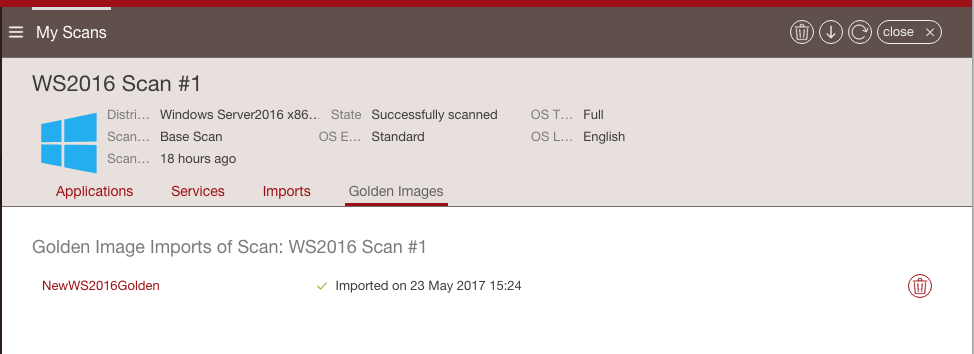 My Scans
close ×
WS2016 Scan #1
Distri... Windows Server2016 x86... State Successfully scanned OS T... Full
Scan... Base Scan OS E... Standard OS L... English
Scan... 18 hours ago
Applications Services Imports Golden Images
Golden Image Imports of Scan: WS2016 Scan #1
NewWS2016Golden ✓ Imported on 23 May 2017 15:24